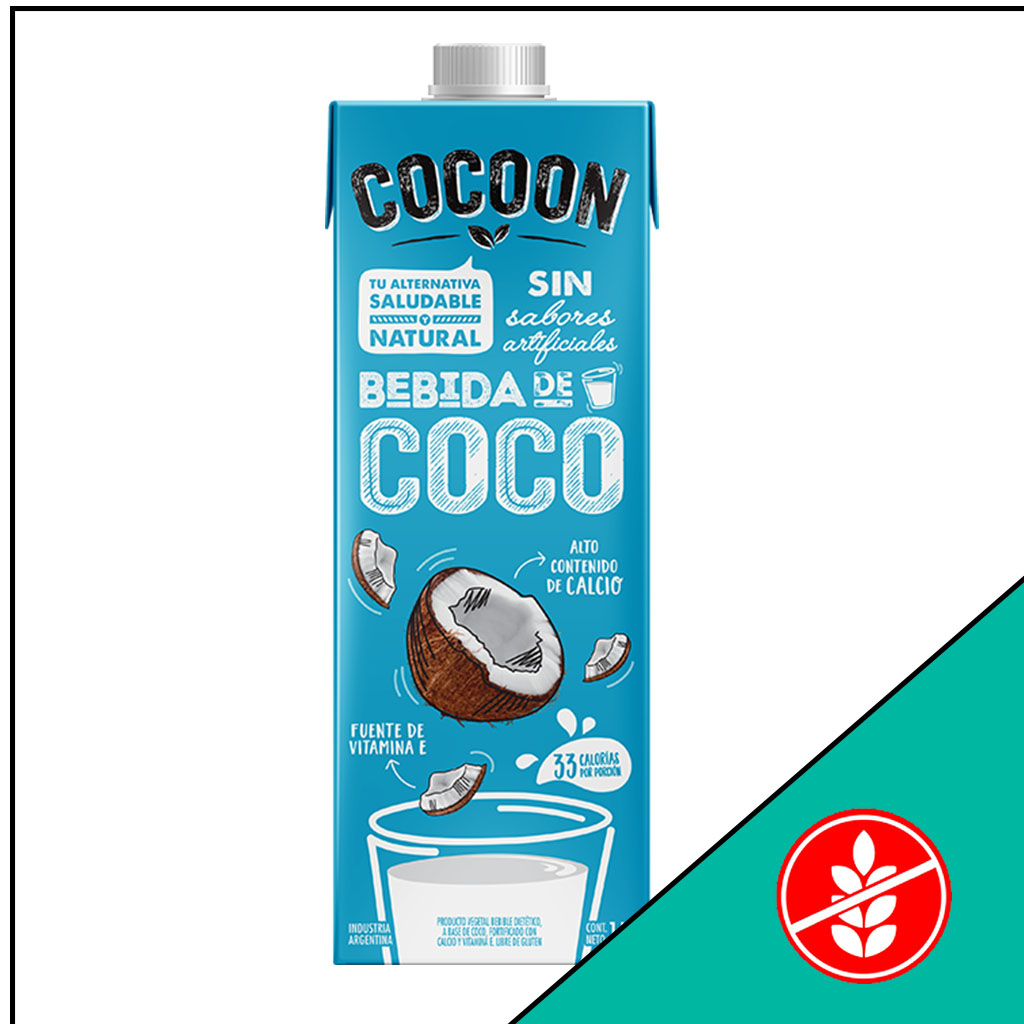 COCOON
TU ALTERNATIVA
SALUDABLE
Y
NATURAL
SIN
sabores
artificiales
BEBIDA DE
COCO
ALTO
CONTENIDO
DE CALCIO
FUENTE DE
VITAMINA E
33 CALORÍAS
POR PORCIÓN
INDUSTRIA
ARGENTINA
PRODUCTO VEGETAL BEBIBLE DIETÉTICO,
A BASE DE COCO, FORTIFICADO CON
CALCIO Y VITAMINA E. LIBRE DE GLUTEN
CONT.
NETO